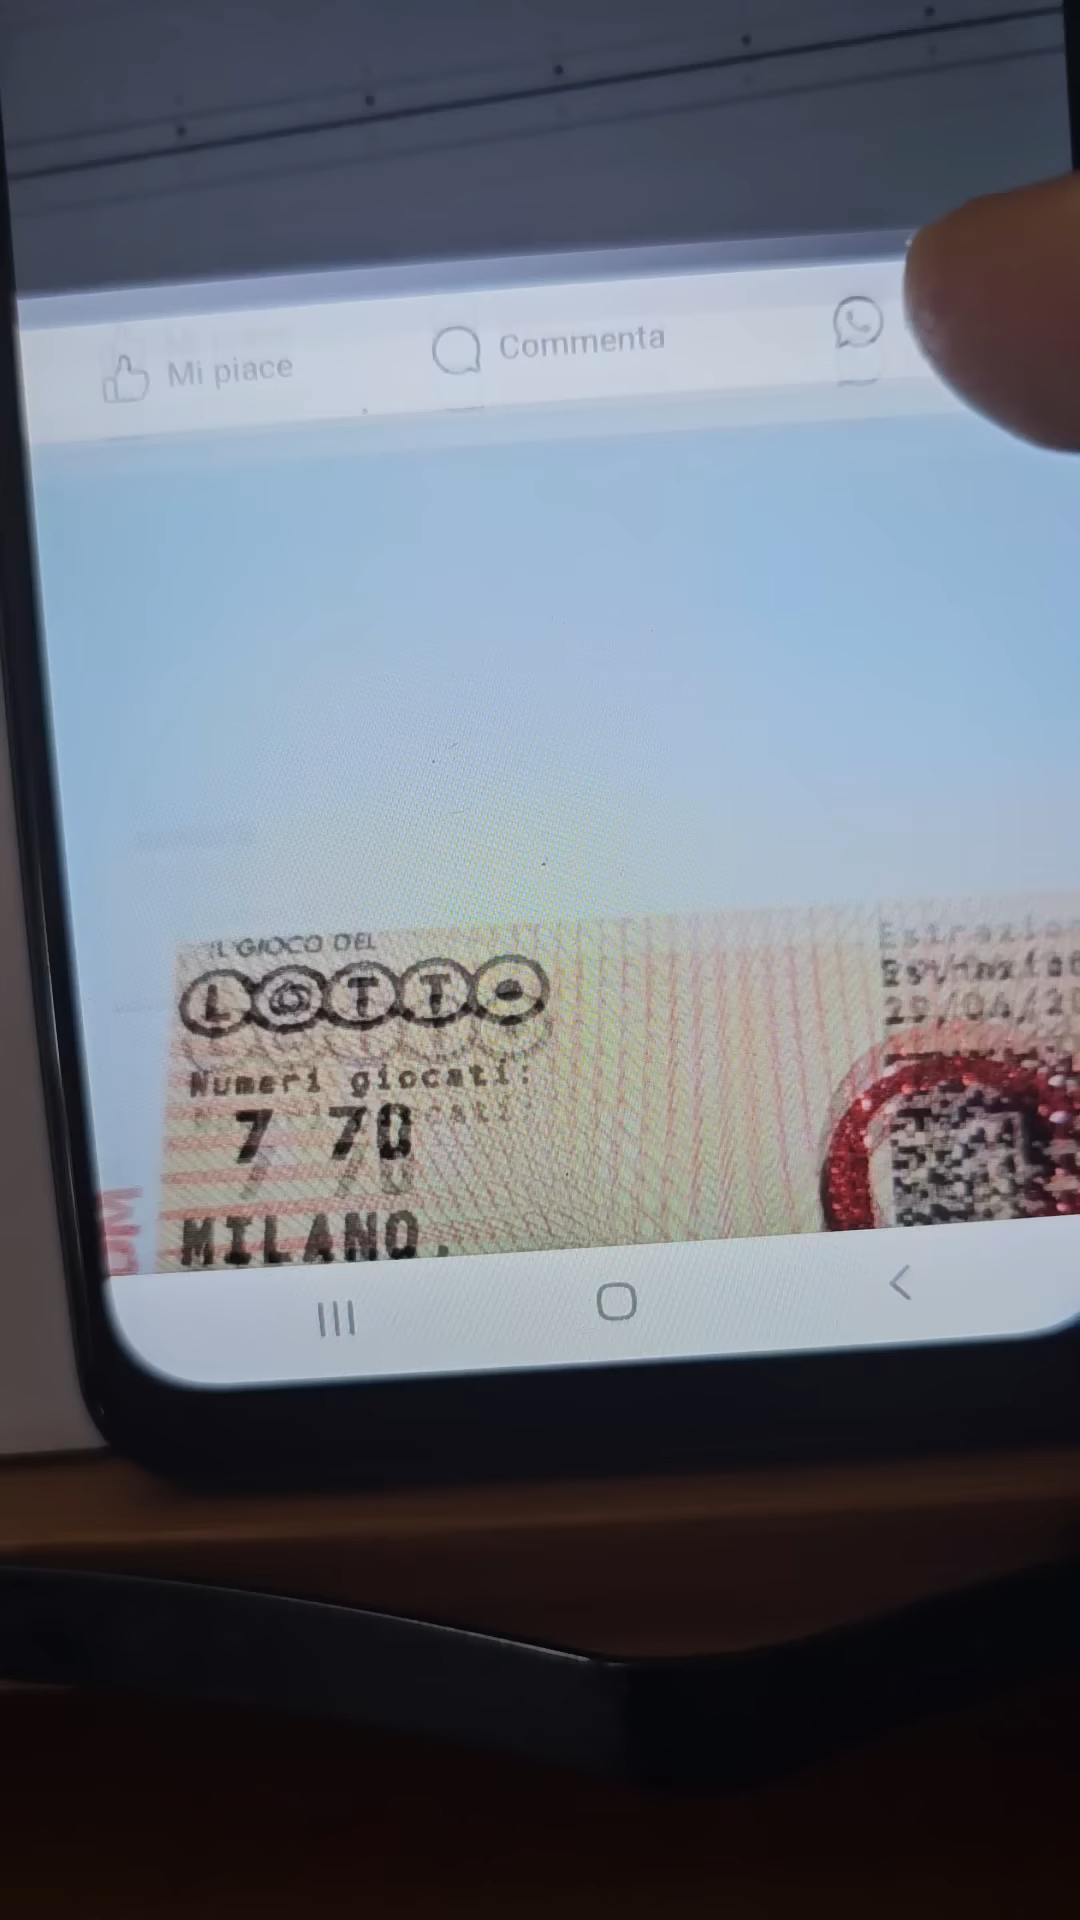 Mi piace
Commenta
IL GIOCO DEL
LOTTO
Numeri giocati:
7 70
MILANO